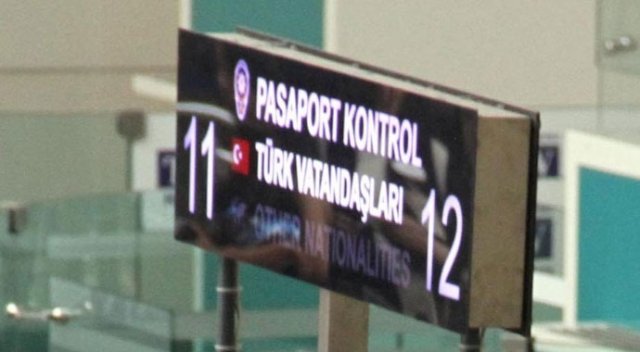 PASAPORT KONTROL
11 TÜRK VATANDAŞLARI 12
OTHER NATIONALITIES